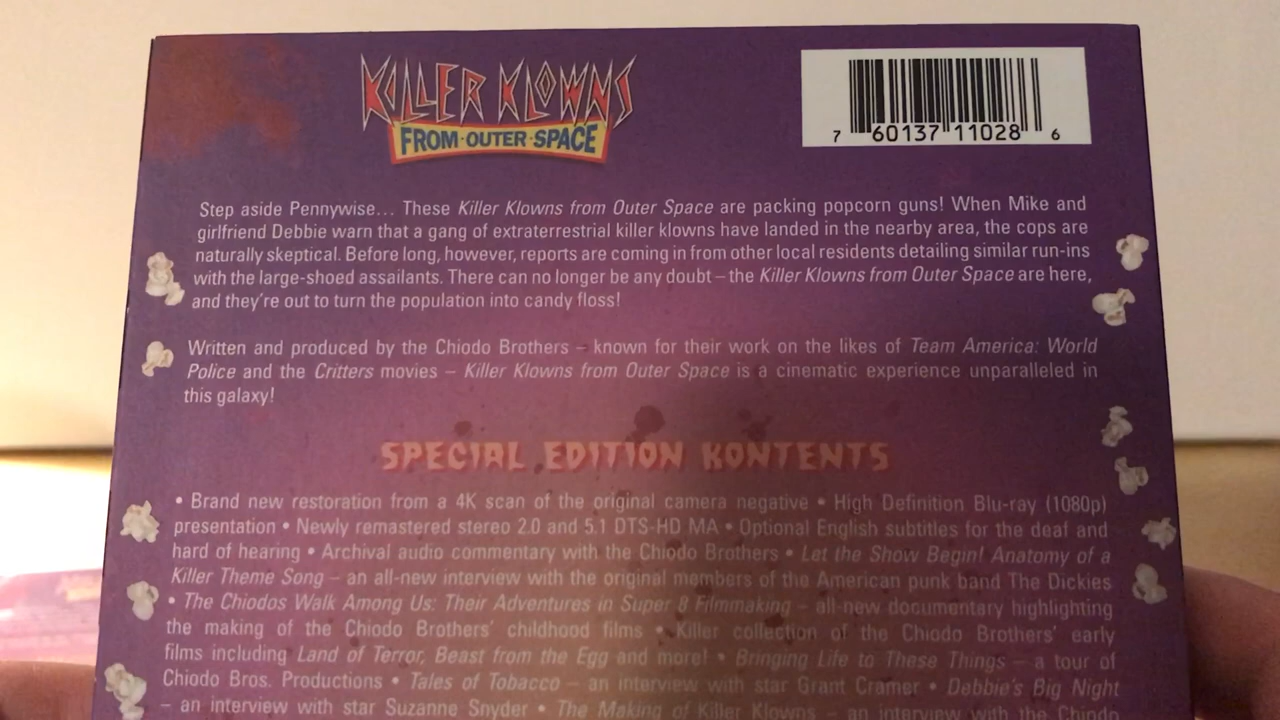 KILLER KLOWNS
FROM·OUTER·SPACE
7 60137 11028 6
Step aside Pennywise... These Killer Klowns from Outer Space are packing popcorn guns! When Mike and
girlfriend Debbie warn that a gang of extraterrestrial killer klowns have landed in the nearby area, the cops are
naturally skeptical. Before long, however, reports are coming in from other local residents detailing similar run-ins
with the large-shoed assailants. There can no longer be any doubt – the Killer Klowns from Outer Space are here,
and they're out to turn the population into candy floss!
Written and produced by the Chiodo Brothers – known for their work on the likes of Team America: World
Police and the Critters movies – Killer Klowns from Outer Space is a cinematic experience unparalleled in
this galaxy!
SPECIAL EDITION KONTENTS
• Brand new restoration from a 4K scan of the original camera negative • High Definition Blu-ray (1080p)
presentation • Newly remastered stereo 2.0 and 5.1 DTS-HD MA • Optional English subtitles for the deaf and
hard of hearing • Archival audio commentary with the Chiodo Brothers • Let the Show Begin! Anatomy of a
Killer Theme Song – an all-new interview with the original members of the American punk band The Dickies
• The Chiodos Walk Among Us: Their Adventures in Super 8 Filmmaking – all-new documentary highlighting
the making of the Chiodo Brothers' childhood films • Killer collection of the Chiodo Brothers' early
films including Land of Terror, Beast from the Egg and more! • Bringing Life to These Things – a tour of
Chiodo Bros. Productions • Tales of Tobacco – an interview with star Grant Cramer • Debbie's Big Night
– an interview with star Suzanne Snyder • The Making of Killer Klowns – an interview with the Chiodo